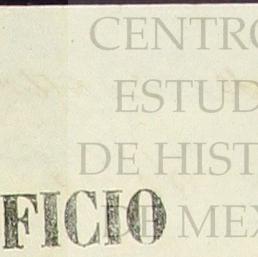 CENTRO
ESTUD
DE HIST
FICIO
DE MEX